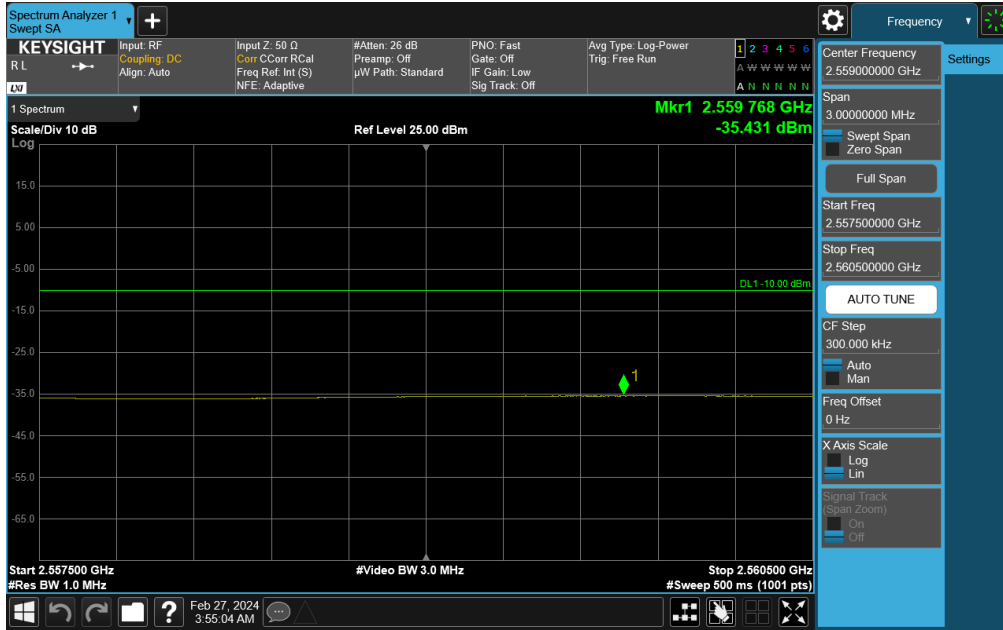 Spectrum Analyzer 1
Swept SA
+
Frequency
KEYSIGHT
R L
LXI
Input: RF
Coupling: DC
Align: Auto
Input Z: 50 Ω
Corr CCorr RCal
Freq Ref: Int (S)
NFE: Adaptive
#Atten: 26 dB
Preamp: Off
µW Path: Standard
PNO: Fast
Gate: Off
IF Gain: Low
Sig Track: Off
Avg Type: Log-Power
Trig: Free Run
1 2 3 4 5 6
A W W W W W
A N N N N N
1 Spectrum
Scale/Div 10 dB
Log
Ref Level 25.00 dBm
Mkr1 2.559 768 GHz
-35.431 dBm
15.0
5.00
-5.00
DL1 -10.00 dBm
-15.0
-25.0
1
-35.0
-45.0
-55.0
-65.0
Start 2.557500 GHz
#Res BW 1.0 MHz
#Video BW 3.0 MHz
Stop 2.560500 GHz
#Sweep 500 ms (1001 pts)
Center Frequency
2.559000000 GHz
Settings
Span
3.00000000 MHz
Swept Span
Zero Span
Full Span
Start Freq
2.557500000 GHz
Stop Freq
2.560500000 GHz
AUTO TUNE
CF Step
300.000 kHz
Auto
Man
Freq Offset
0 Hz
X Axis Scale
Log
Lin
Signal Track
(Span Zoom)
On
Off
?
Feb 27, 2024
3:55:04 AM